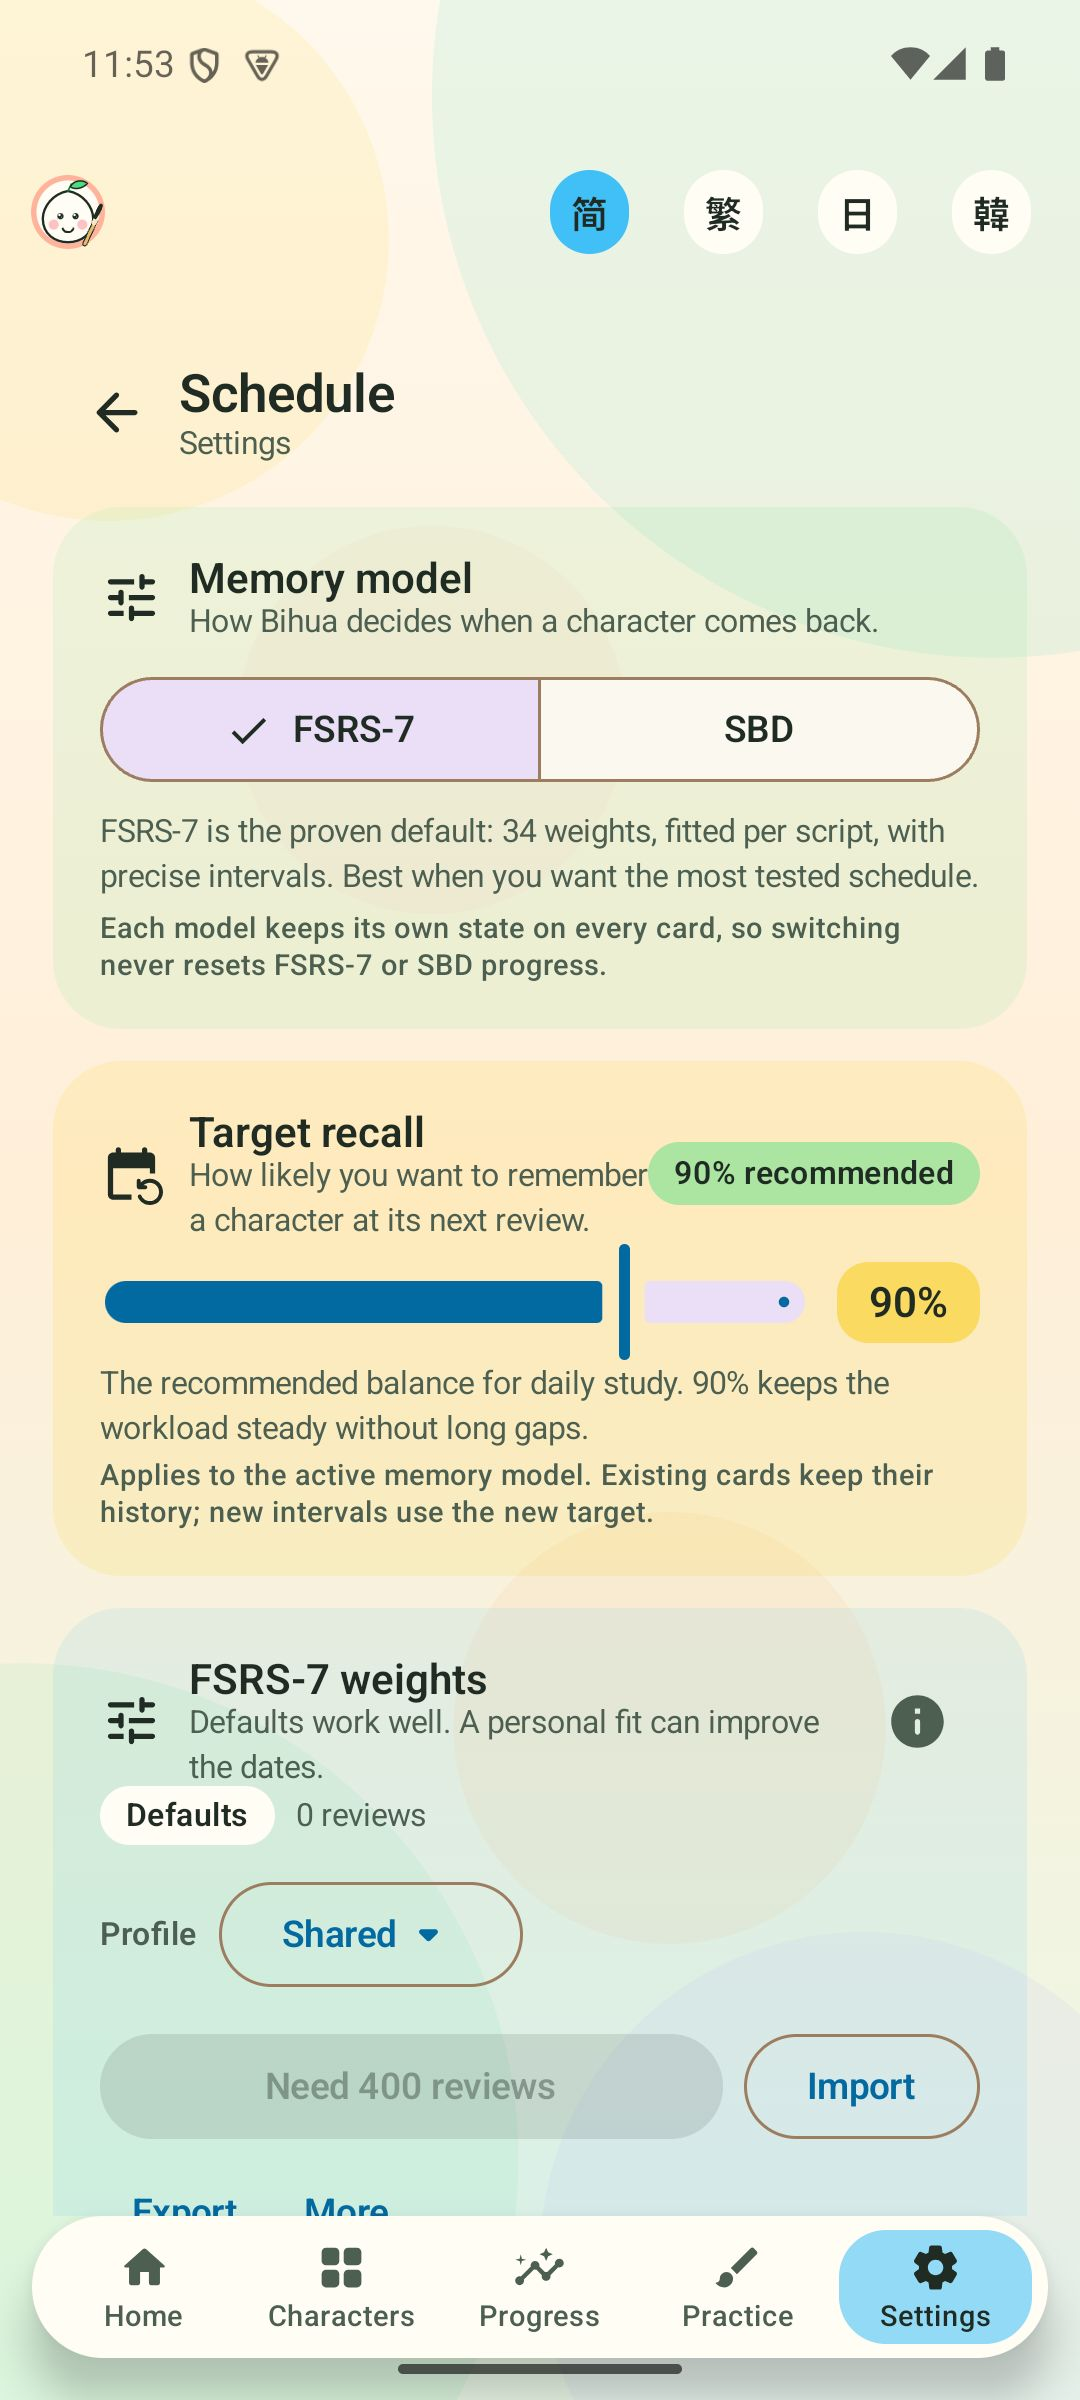 11:53
简 繁 日 韓
Schedule
Settings
Memory model
How Bihua decides when a character comes back.
FSRS-7 SBD
FSRS-7 is the proven default: 34 weights, fitted per script, with
precise intervals. Best when you want the most tested schedule.
Each model keeps its own state on every card, so switching
never resets FSRS-7 or SBD progress.
Target recall
How likely you want to remember
a character at its next review.
90% recommended
90%
The recommended balance for daily study. 90% keeps the
workload steady without long gaps.
Applies to the active memory model. Existing cards keep their
history; new intervals use the new target.
FSRS-7 weights
Defaults work well. A personal fit can improve
the dates.
Defaults 0 reviews
Profile Shared
Need 400 reviews Import
Export More
Home Characters Progress Practice Settings